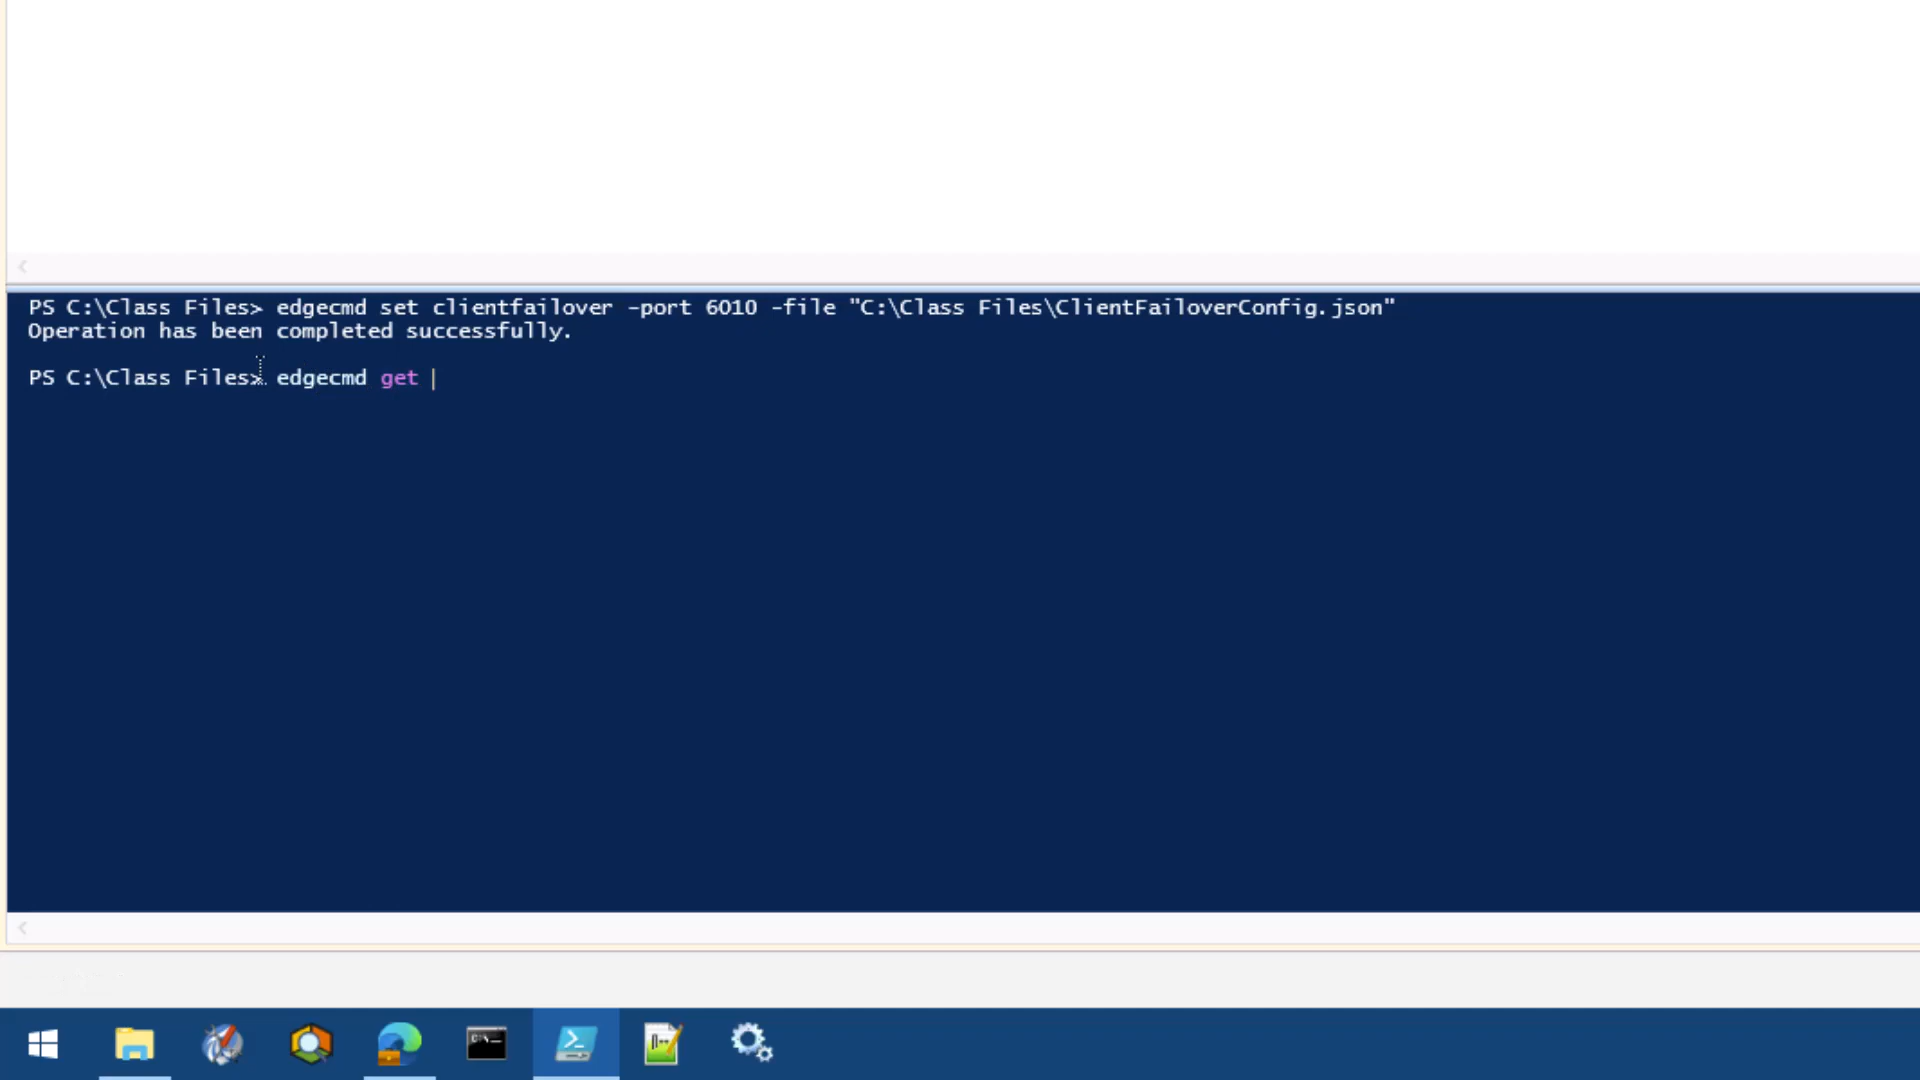 PS C:\Class Files> edgecmd set clientfailover -port 6010 -file "C:\Class Files\ClientFailoverConfig.json"
Operation has been completed successfully.
PS C:\Class Files> edgecmd get